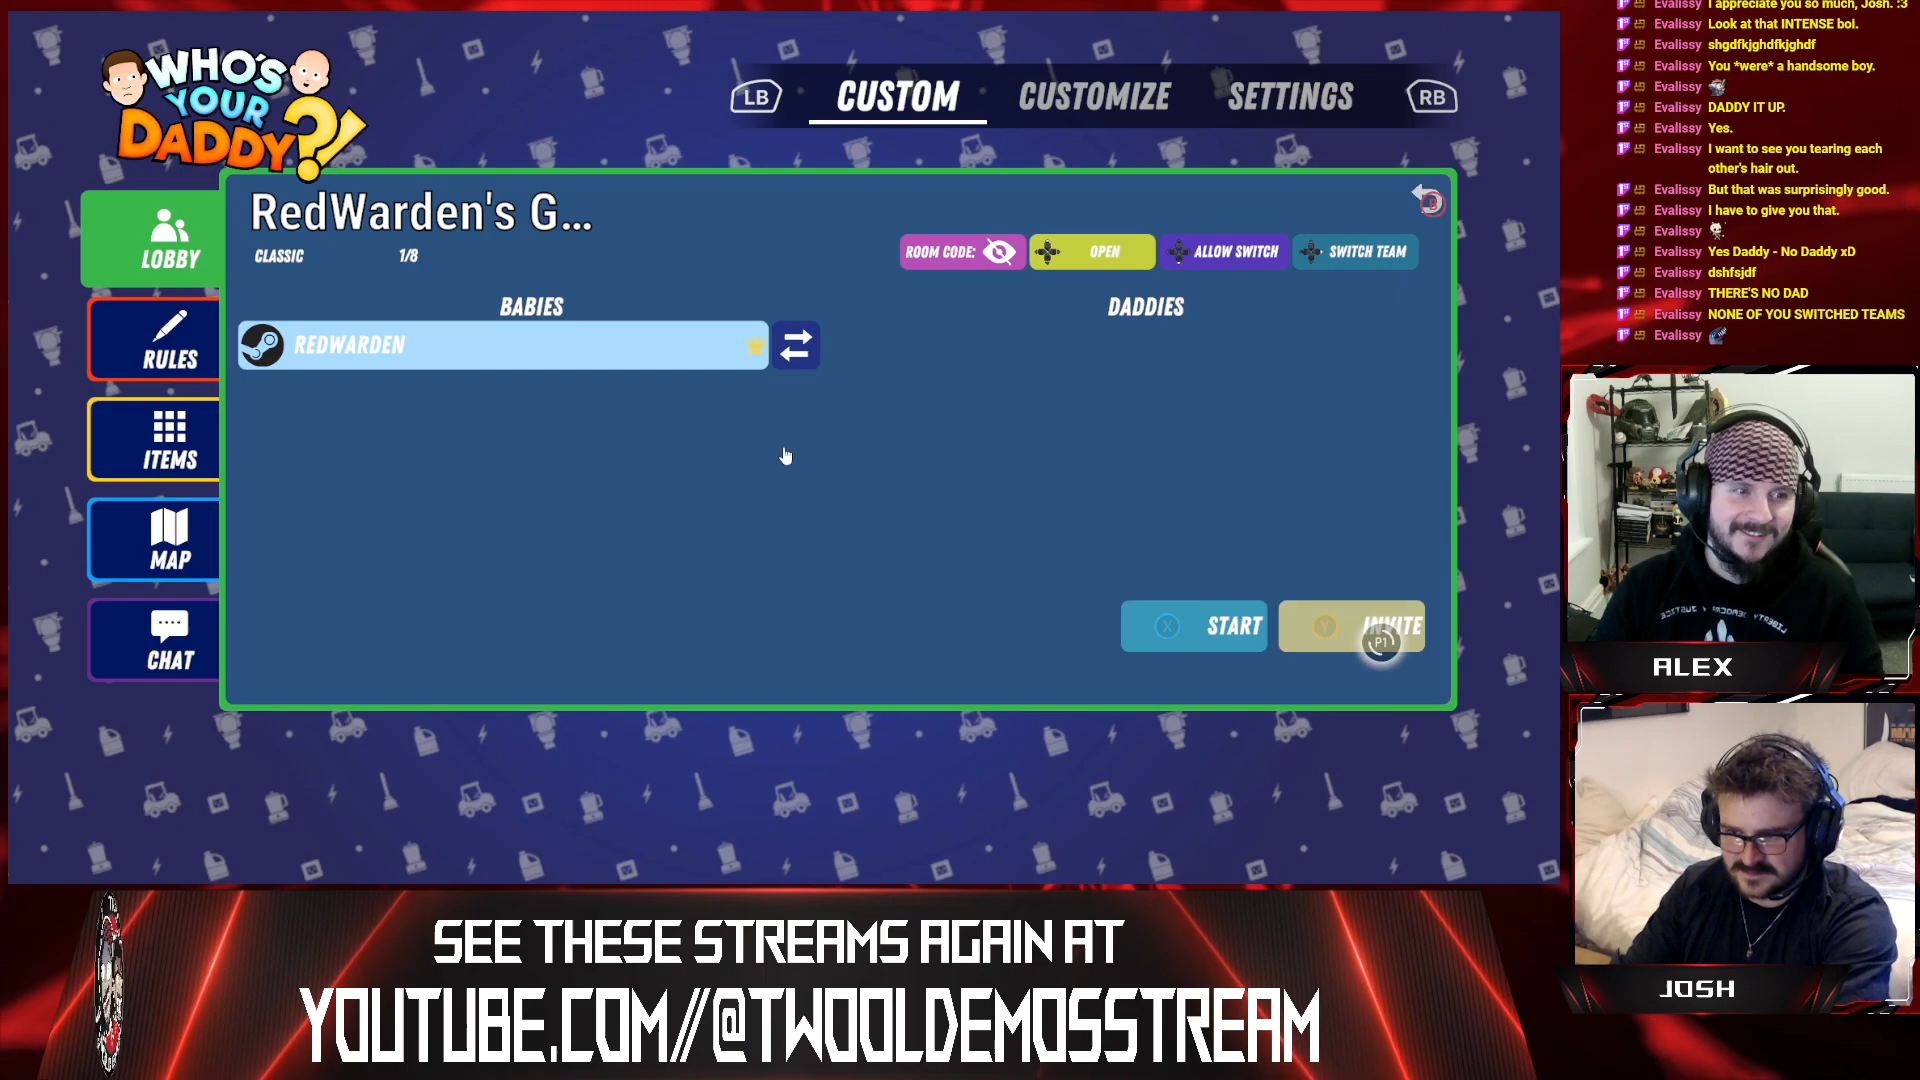 WHO'S
YOUR
DADDY?!
LB
CUSTOM
CUSTOMIZE
SETTINGS
RB
RedWarden's G...
CLASSIC
1/8
ROOM CODE:
OPEN
ALLOW SWITCH
SWITCH TEAM
B
LOBBY
RULES
ITEMS
MAP
CHAT
BABIES
DADDIES
REDWARDEN
X START
Y INVITE
P1
Evalissy I appreciate you so much, Josh. :3
Evalissy Look at that INTENSE boi.
Evalissy shgdfkjghdfkjghdf
Evalissy You *were* a handsome boy.
Evalissy
Evalissy DADDY IT UP.
Evalissy Yes.
Evalissy I want to see you tearing each
other's hair out.
Evalissy But that was surprisingly good.
Evalissy I have to give you that.
Evalissy
Evalissy Yes Daddy - No Daddy xD
Evalissy dshfsjdf
Evalissy THERE'S NO DAD
Evalissy NONE OF YOU SWITCHED TEAMS
Evalissy
ALEX
JOSH
SEE THESE STREAMS AGAIN AT
YOUTUBE.COM//@TWOOLDEMOSSTREAM